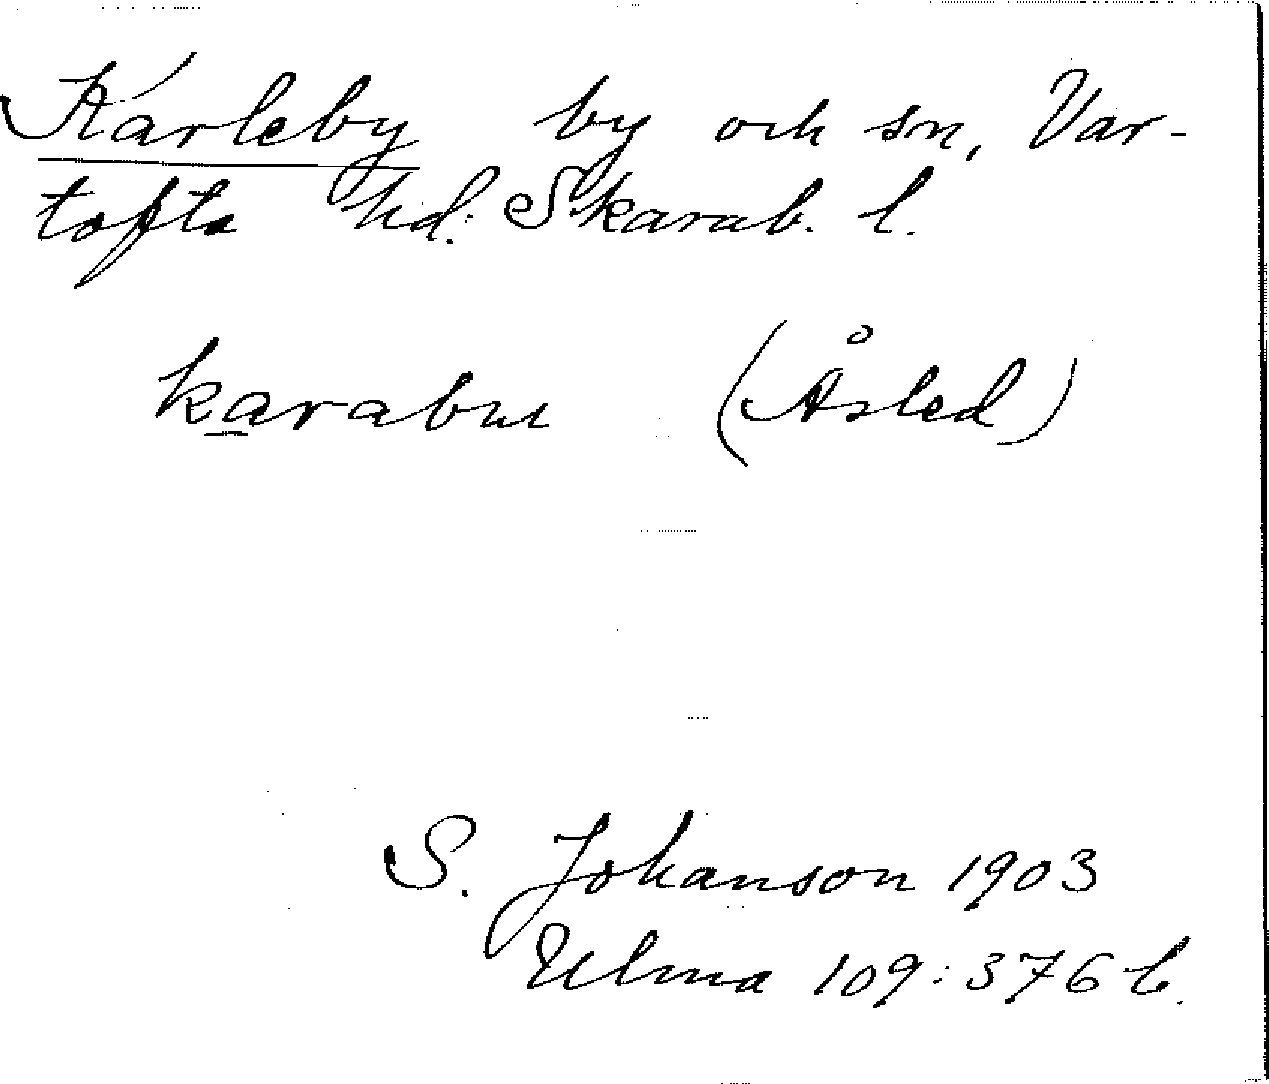 Karleby by och sn, Var-
tofta hd. Skarab. l.
karabu (Åsled)
S. Johanson 1903
Ulma 109:376 b.